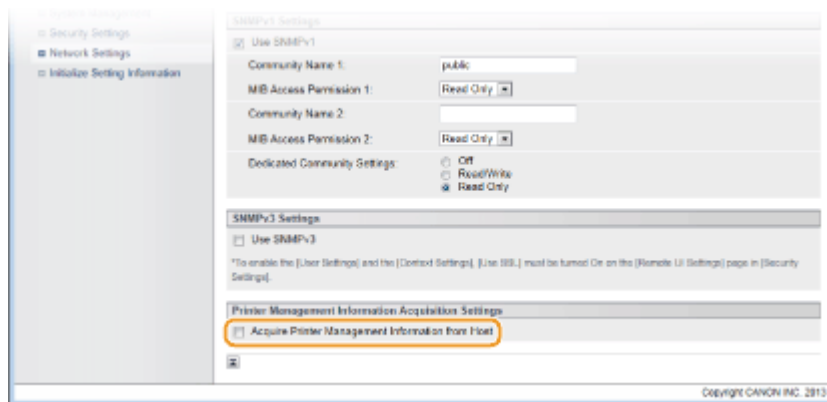 System Management
Security Settings
Network Settings
Initialize Setting Information
SNMPv1 Settings
Use SNMPv1
Community Name 1:
public
MIB Access Permission 1:
Read Only
Community Name 2:
MIB Access Permission 2:
Read Only
Dedicated Community Settings:
Off
Read/Write
Read Only
SNMPv3 Settings
Use SNMPv3
*To enable the [User Settings] and the [Context Settings], [Use SSL] must be turned On on the [Remote UI Settings] page in [Security
Settings].
Printer Management Information Acquisition Settings
Acquire Printer Management Information from Host
Copyright CANON INC. 2013